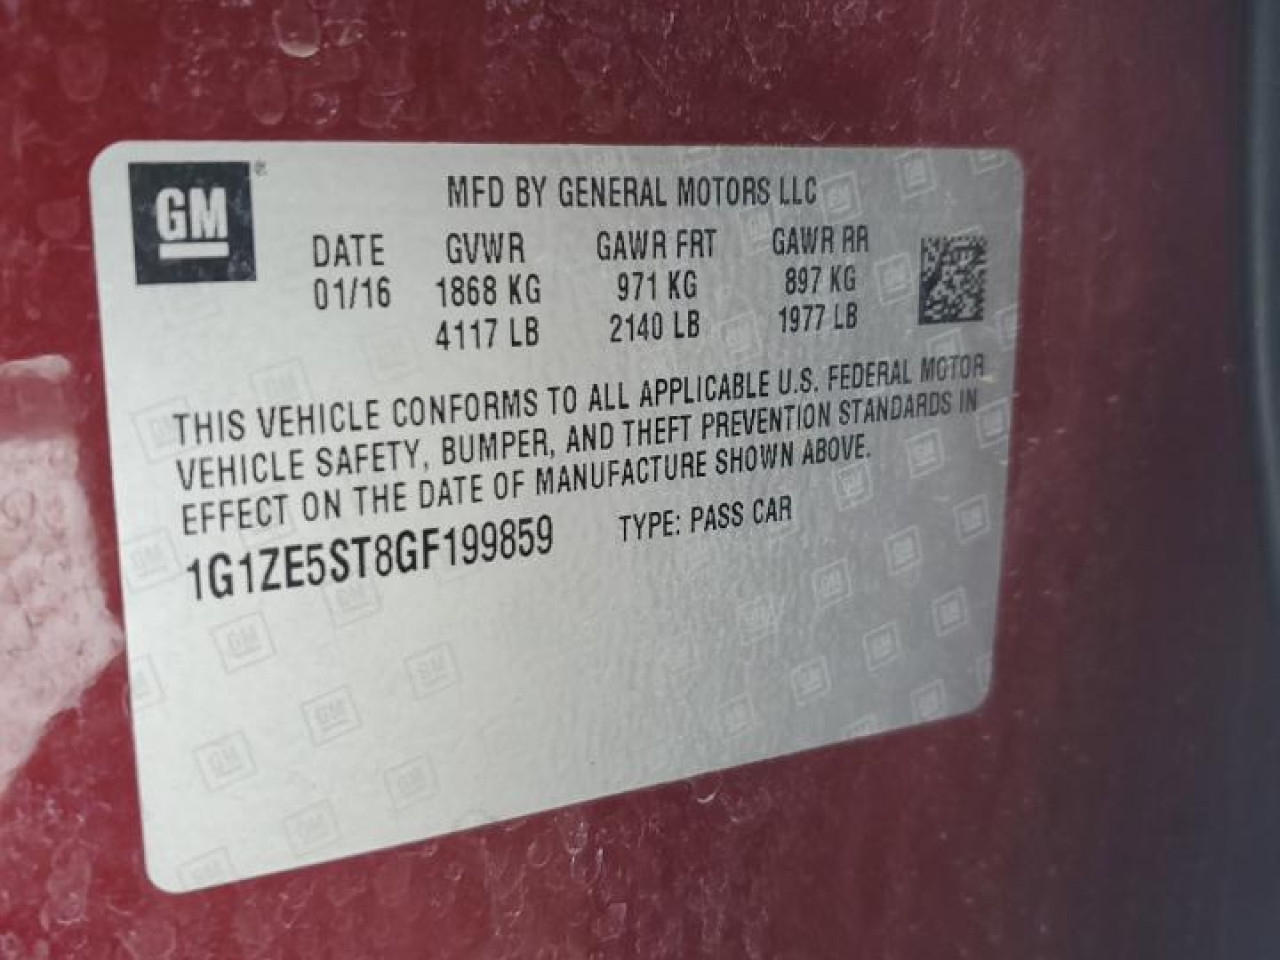 GM®
MFD BY GENERAL MOTORS LLC
DATE GVWR GAWR FRT GAWR RR
01/16 1868 KG 971 KG 897 KG
4117 LB 2140 LB 1977 LB
THIS VEHICLE CONFORMS TO ALL APPLICABLE U.S. FEDERAL MOTOR
VEHICLE SAFETY, BUMPER, AND THEFT PREVENTION STANDARDS IN
EFFECT ON THE DATE OF MANUFACTURE SHOWN ABOVE.
1G1ZE5ST8GF199859 TYPE: PASS CAR